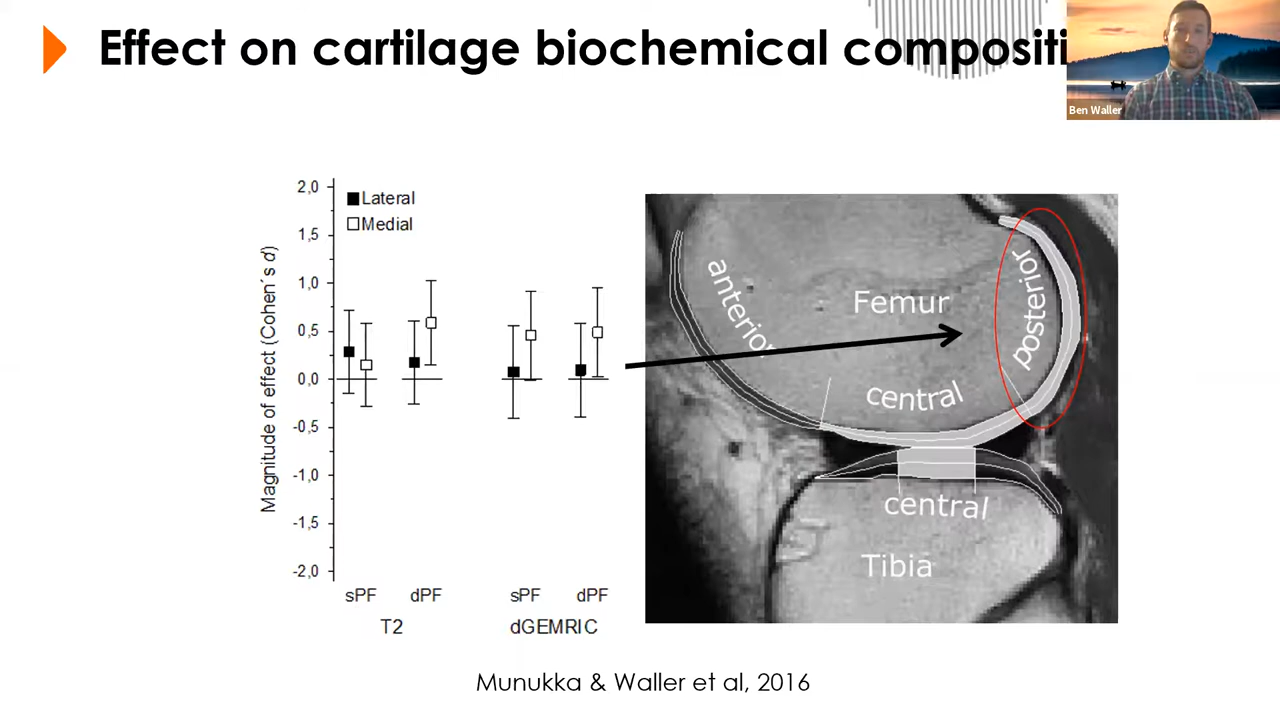 Effect on cartilage biochemical compositi
Ben Waller
2,0
1,5
1,0
0,5
0,0
-0,5
-1,0
-1,5
-2,0
Magnitude of effect (Cohen´s d)
Lateral
Medial
sPF dPF sPF dPF
T2 dGEMRIC
anterior
Femur
posterior
central
central
Tibia
Munukka & Waller et al, 2016